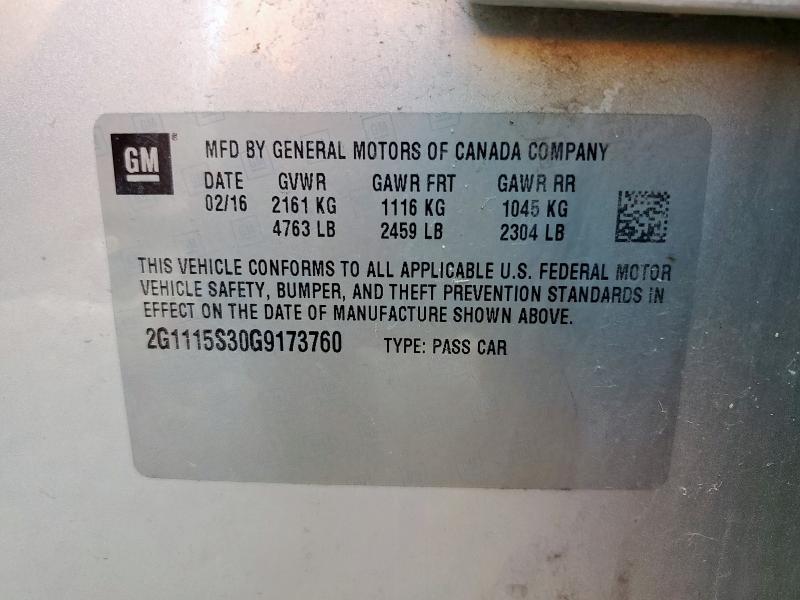 GM ® MFD BY GENERAL MOTORS OF CANADA COMPANY
DATE GVWR GAWR FRT GAWR RR
02/16 2161 KG 1116 KG 1045 KG
4763 LB 2459 LB 2304 LB
THIS VEHICLE CONFORMS TO ALL APPLICABLE U.S. FEDERAL MOTOR
VEHICLE SAFETY, BUMPER, AND THEFT PREVENTION STANDARDS IN
EFFECT ON THE DATE OF MANUFACTURE SHOWN ABOVE.
2G1115S30G9173760 TYPE: PASS CAR